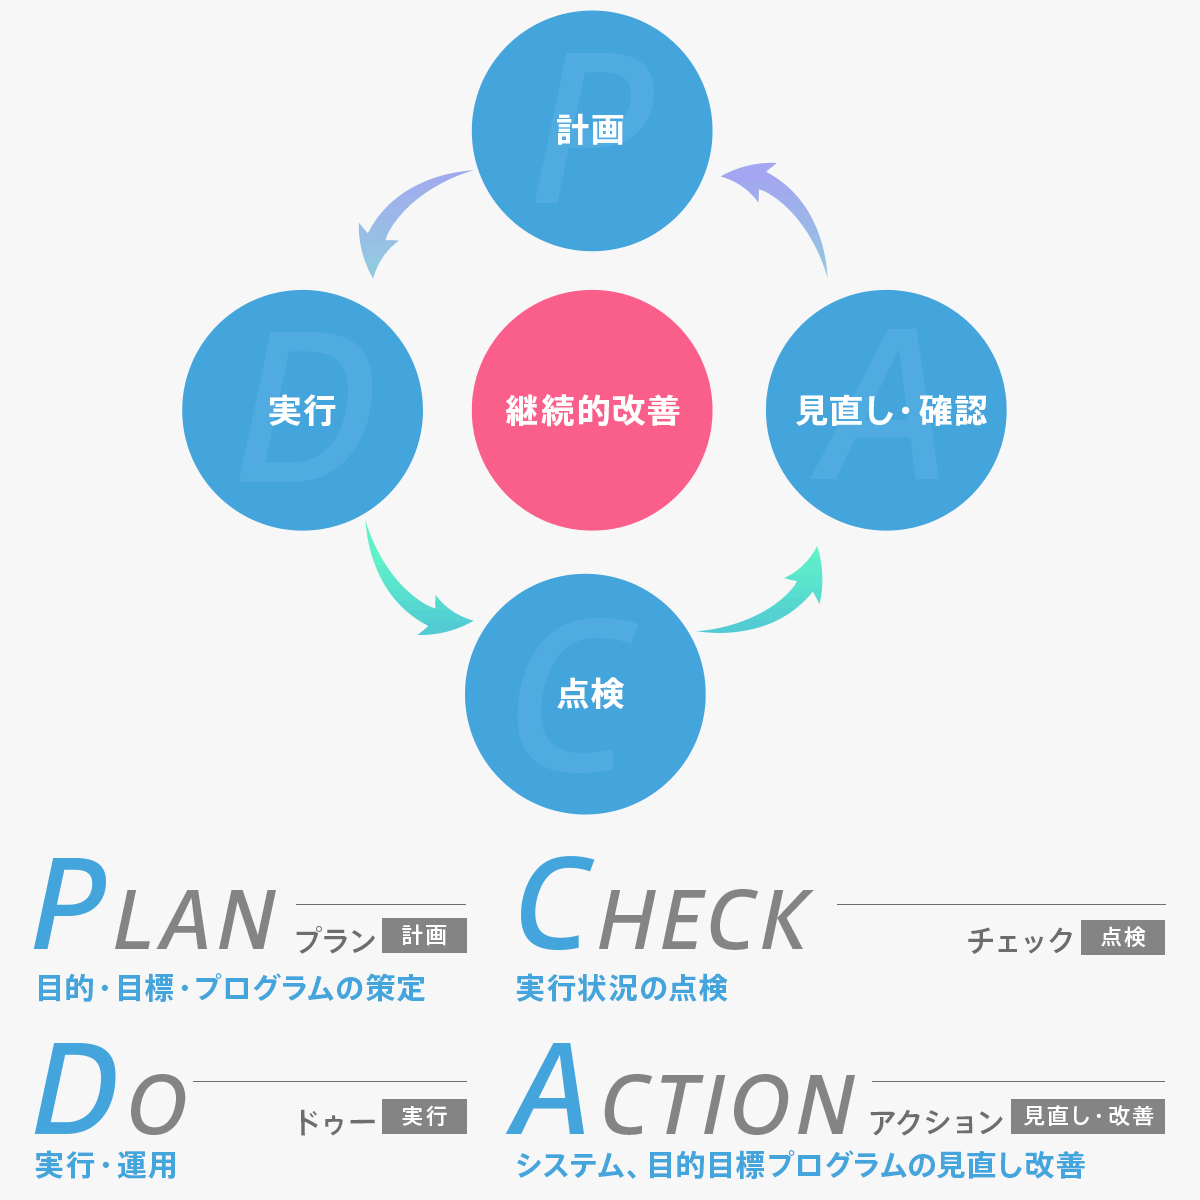 P
計画
D
実行
継続的改善
A
見直し・確認
C
点検
PLAN プラン 計画
目的・目標・プログラムの策定
CHECK チェック 点検
実行状況の点検
DO ドゥー 実行
実行・運用
ACTION アクション 見直し・改善
システム、目的目標プログラムの見直し改善